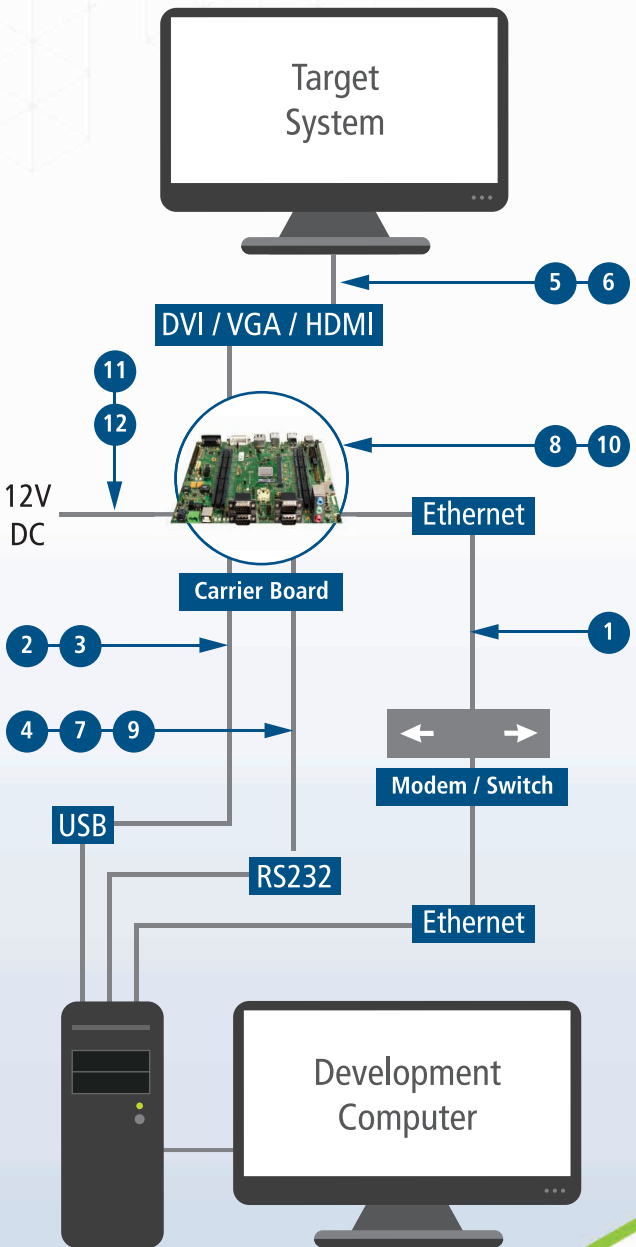 Target
System
5 6
DVI / VGA / HDMI
11
12
8 10
12V
DC
Ethernet
Carrier Board
2 3
1
4 7 9
Modem / Switch
USB
RS232
Ethernet
Development
Computer